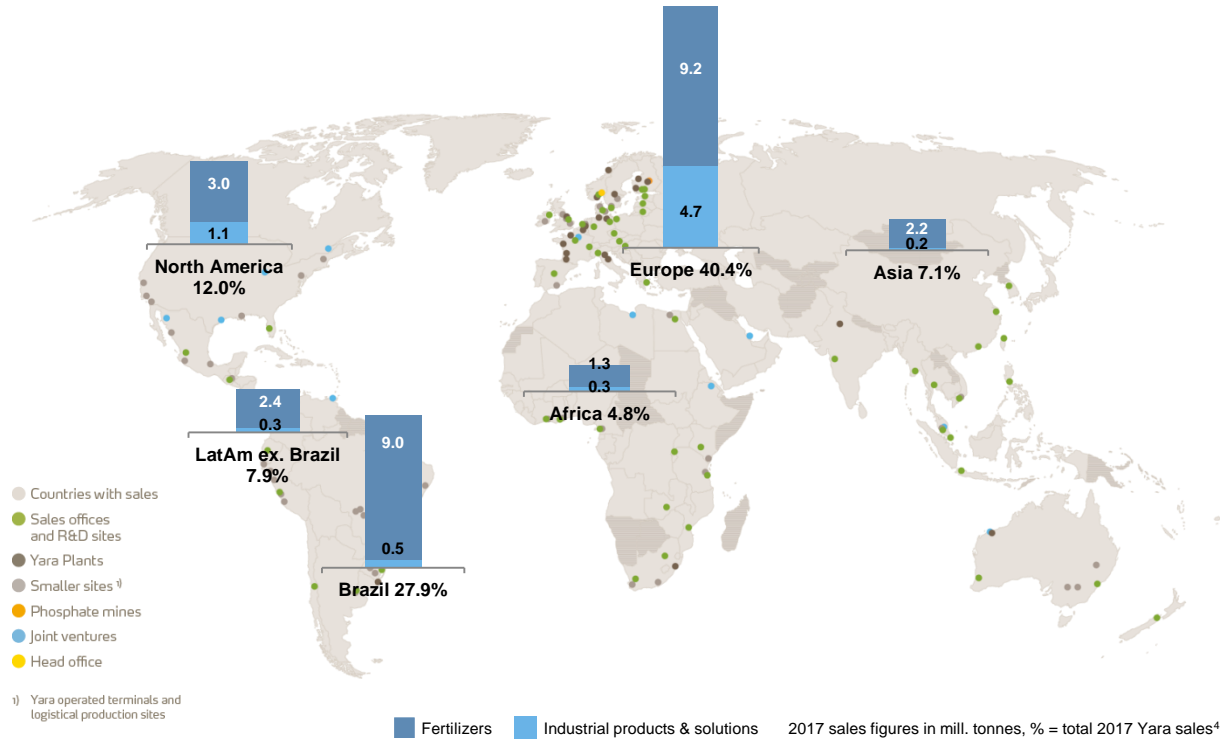 9.2
4.7
Europe 40.4%
3.0
1.1
North America
12.0%
2.2
0.2
Asia 7.1%
1.3
0.3
Africa 4.8%
2.4
0.3
LatAm ex. Brazil
7.9%
9.0
0.5
Brazil 27.9%
Countries with sales
Sales offices
and R&D sites
Yara Plants
Smaller sites ¹⁾
Phosphate mines
Joint ventures
Head office
1) Yara operated terminals and
logistical production sites
Fertilizers Industrial products & solutions 2017 sales figures in mill. tonnes, % = total 2017 Yara sales⁴